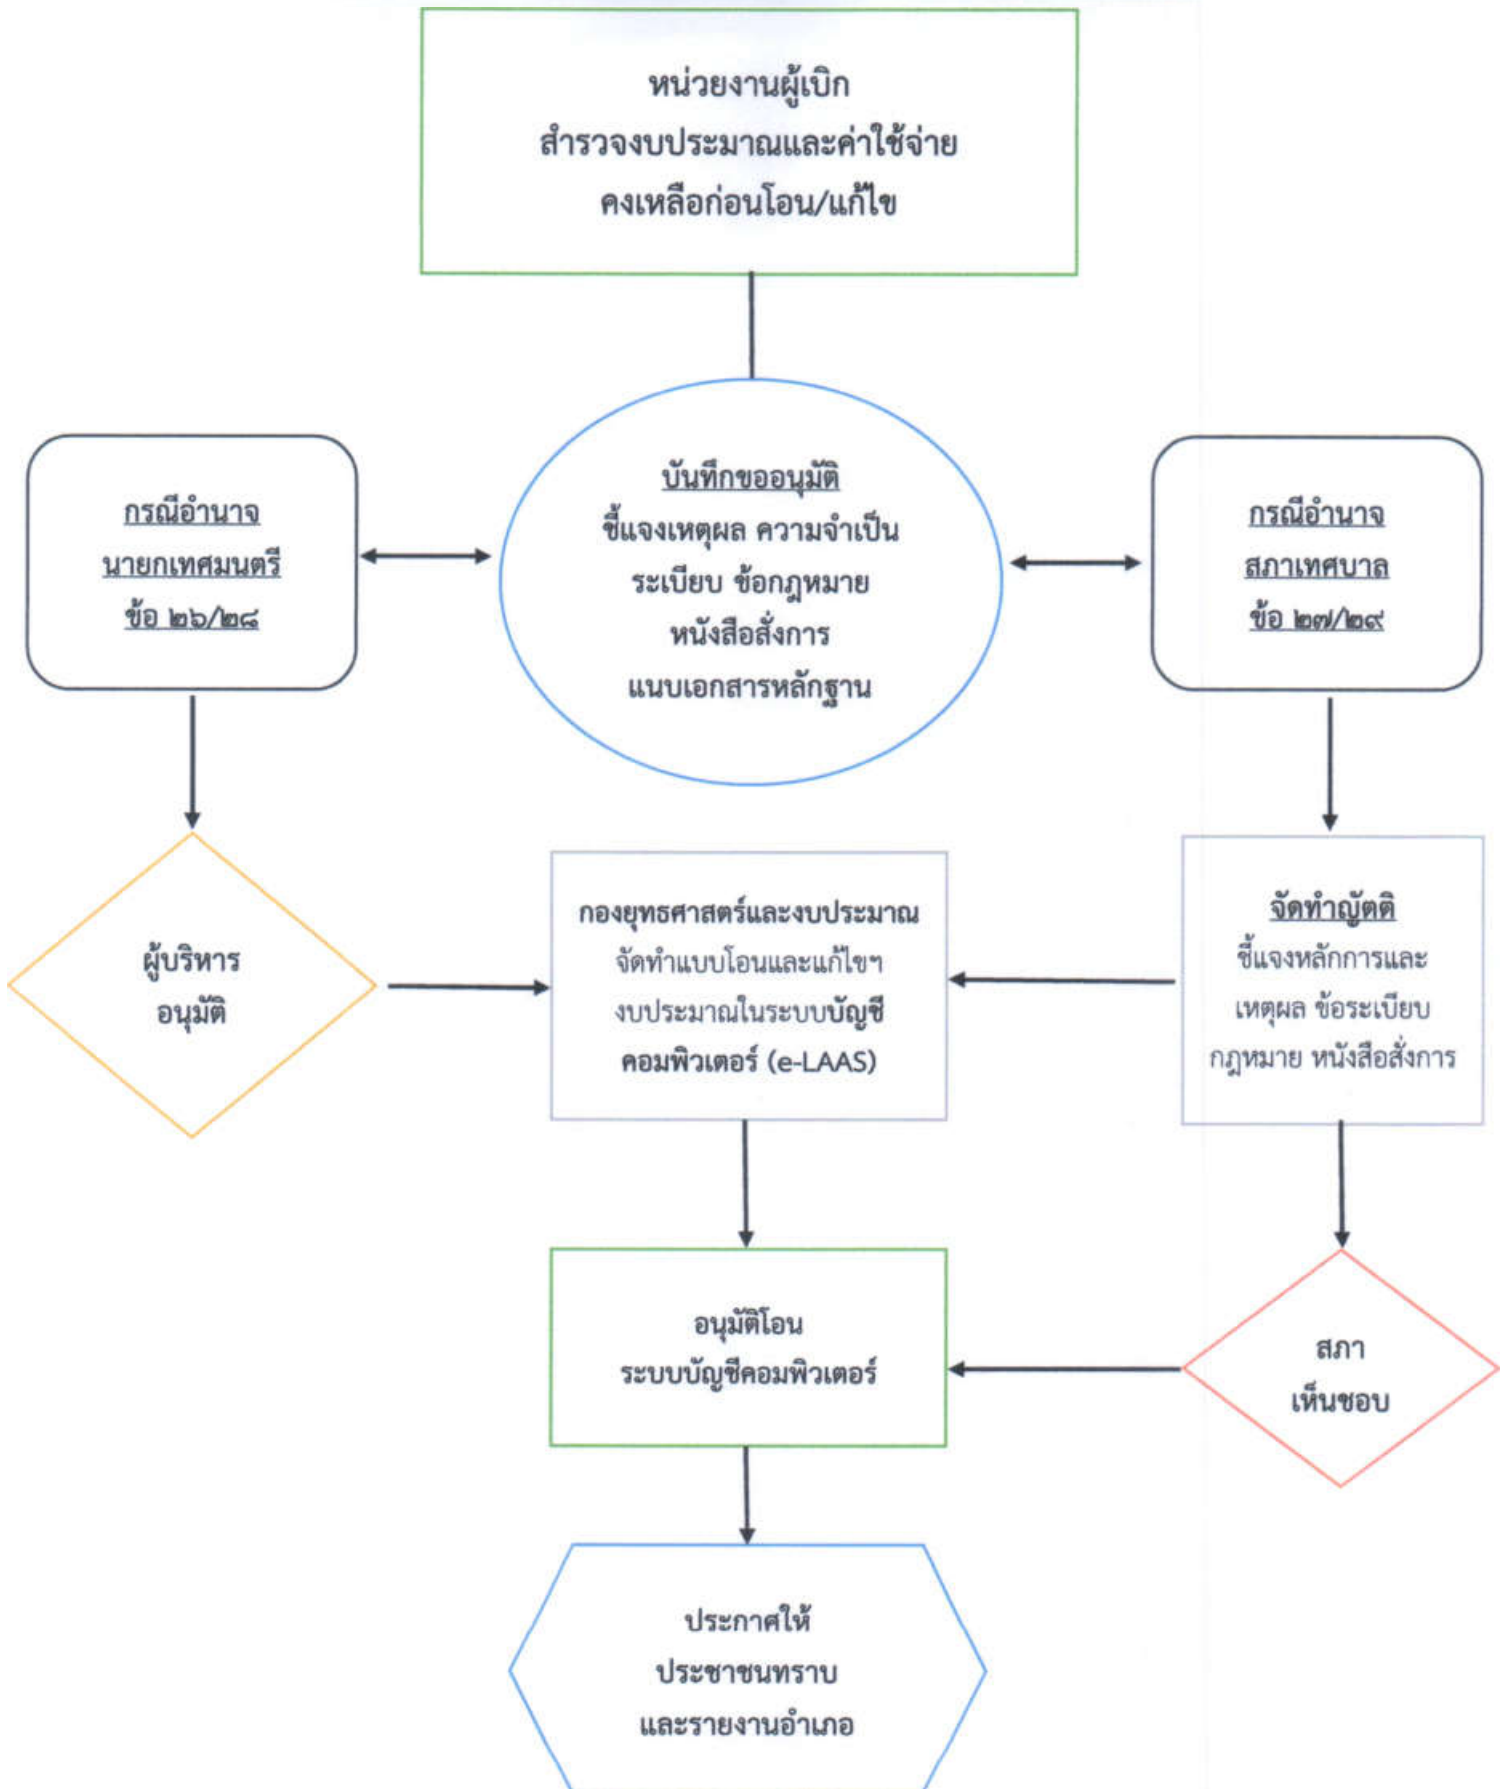 หน่วยงานผู้เบิก
สำรวจงบประมาณและค่าใช้จ่าย
คงเหลือก่อนโอน/แก้ไข
กรณีอำนาจ
นายกเทศมนตรี
ข้อ ๒๖/๒๘
บันทึกขออนุมัติ
ชี้แจงเหตุผล ความจำเป็น
ระเบียบ ข้อกฎหมาย
หนังสือสั่งการ
แนบเอกสารหลักฐาน
กรณีอำนาจ
สภาเทศบาล
ข้อ ๒๗/๒๙
ผู้บริหาร
อนุมัติ
กองยุทธศาสตร์และงบประมาณ
จัดทำแบบโอนและแก้ไขฯ
งบประมาณในระบบบัญชี
คอมพิวเตอร์ (e-LAAS)
จัดทำญัตติ
ชี้แจงหลักการและ
เหตุผล ข้อระเบียบ
กฎหมาย หนังสือสั่งการ
อนุมัติโอน
ระบบบัญชีคอมพิวเตอร์
สภา
เห็นชอบ
ประกาศให้
ประชาชนทราบ
และรายงานอำเภอ